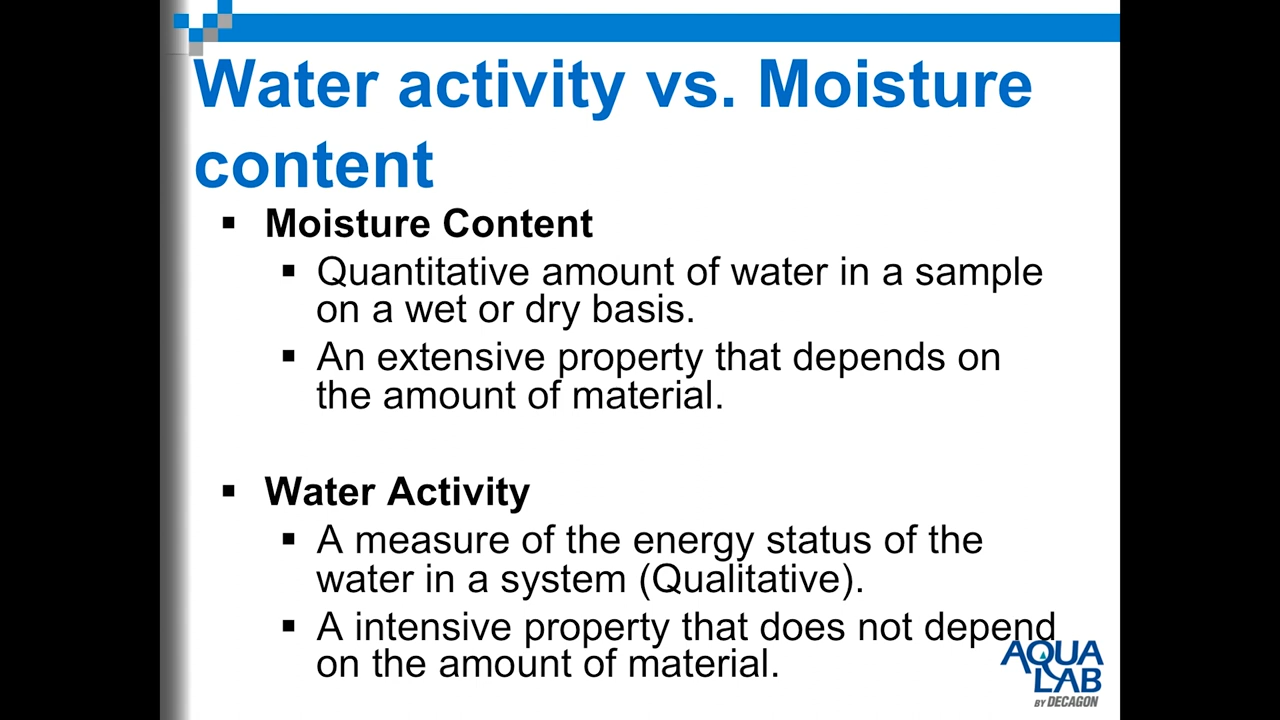 Water activity vs. Moisture
content
▪ Moisture Content
▪ Quantitative amount of water in a sample
on a wet or dry basis.
▪ An extensive property that depends on
the amount of material.
▪ Water Activity
▪ A measure of the energy status of the
water in a system (Qualitative).
▪ A intensive property that does not depend
on the amount of material.
AQUA
LAB
BY DECAGON